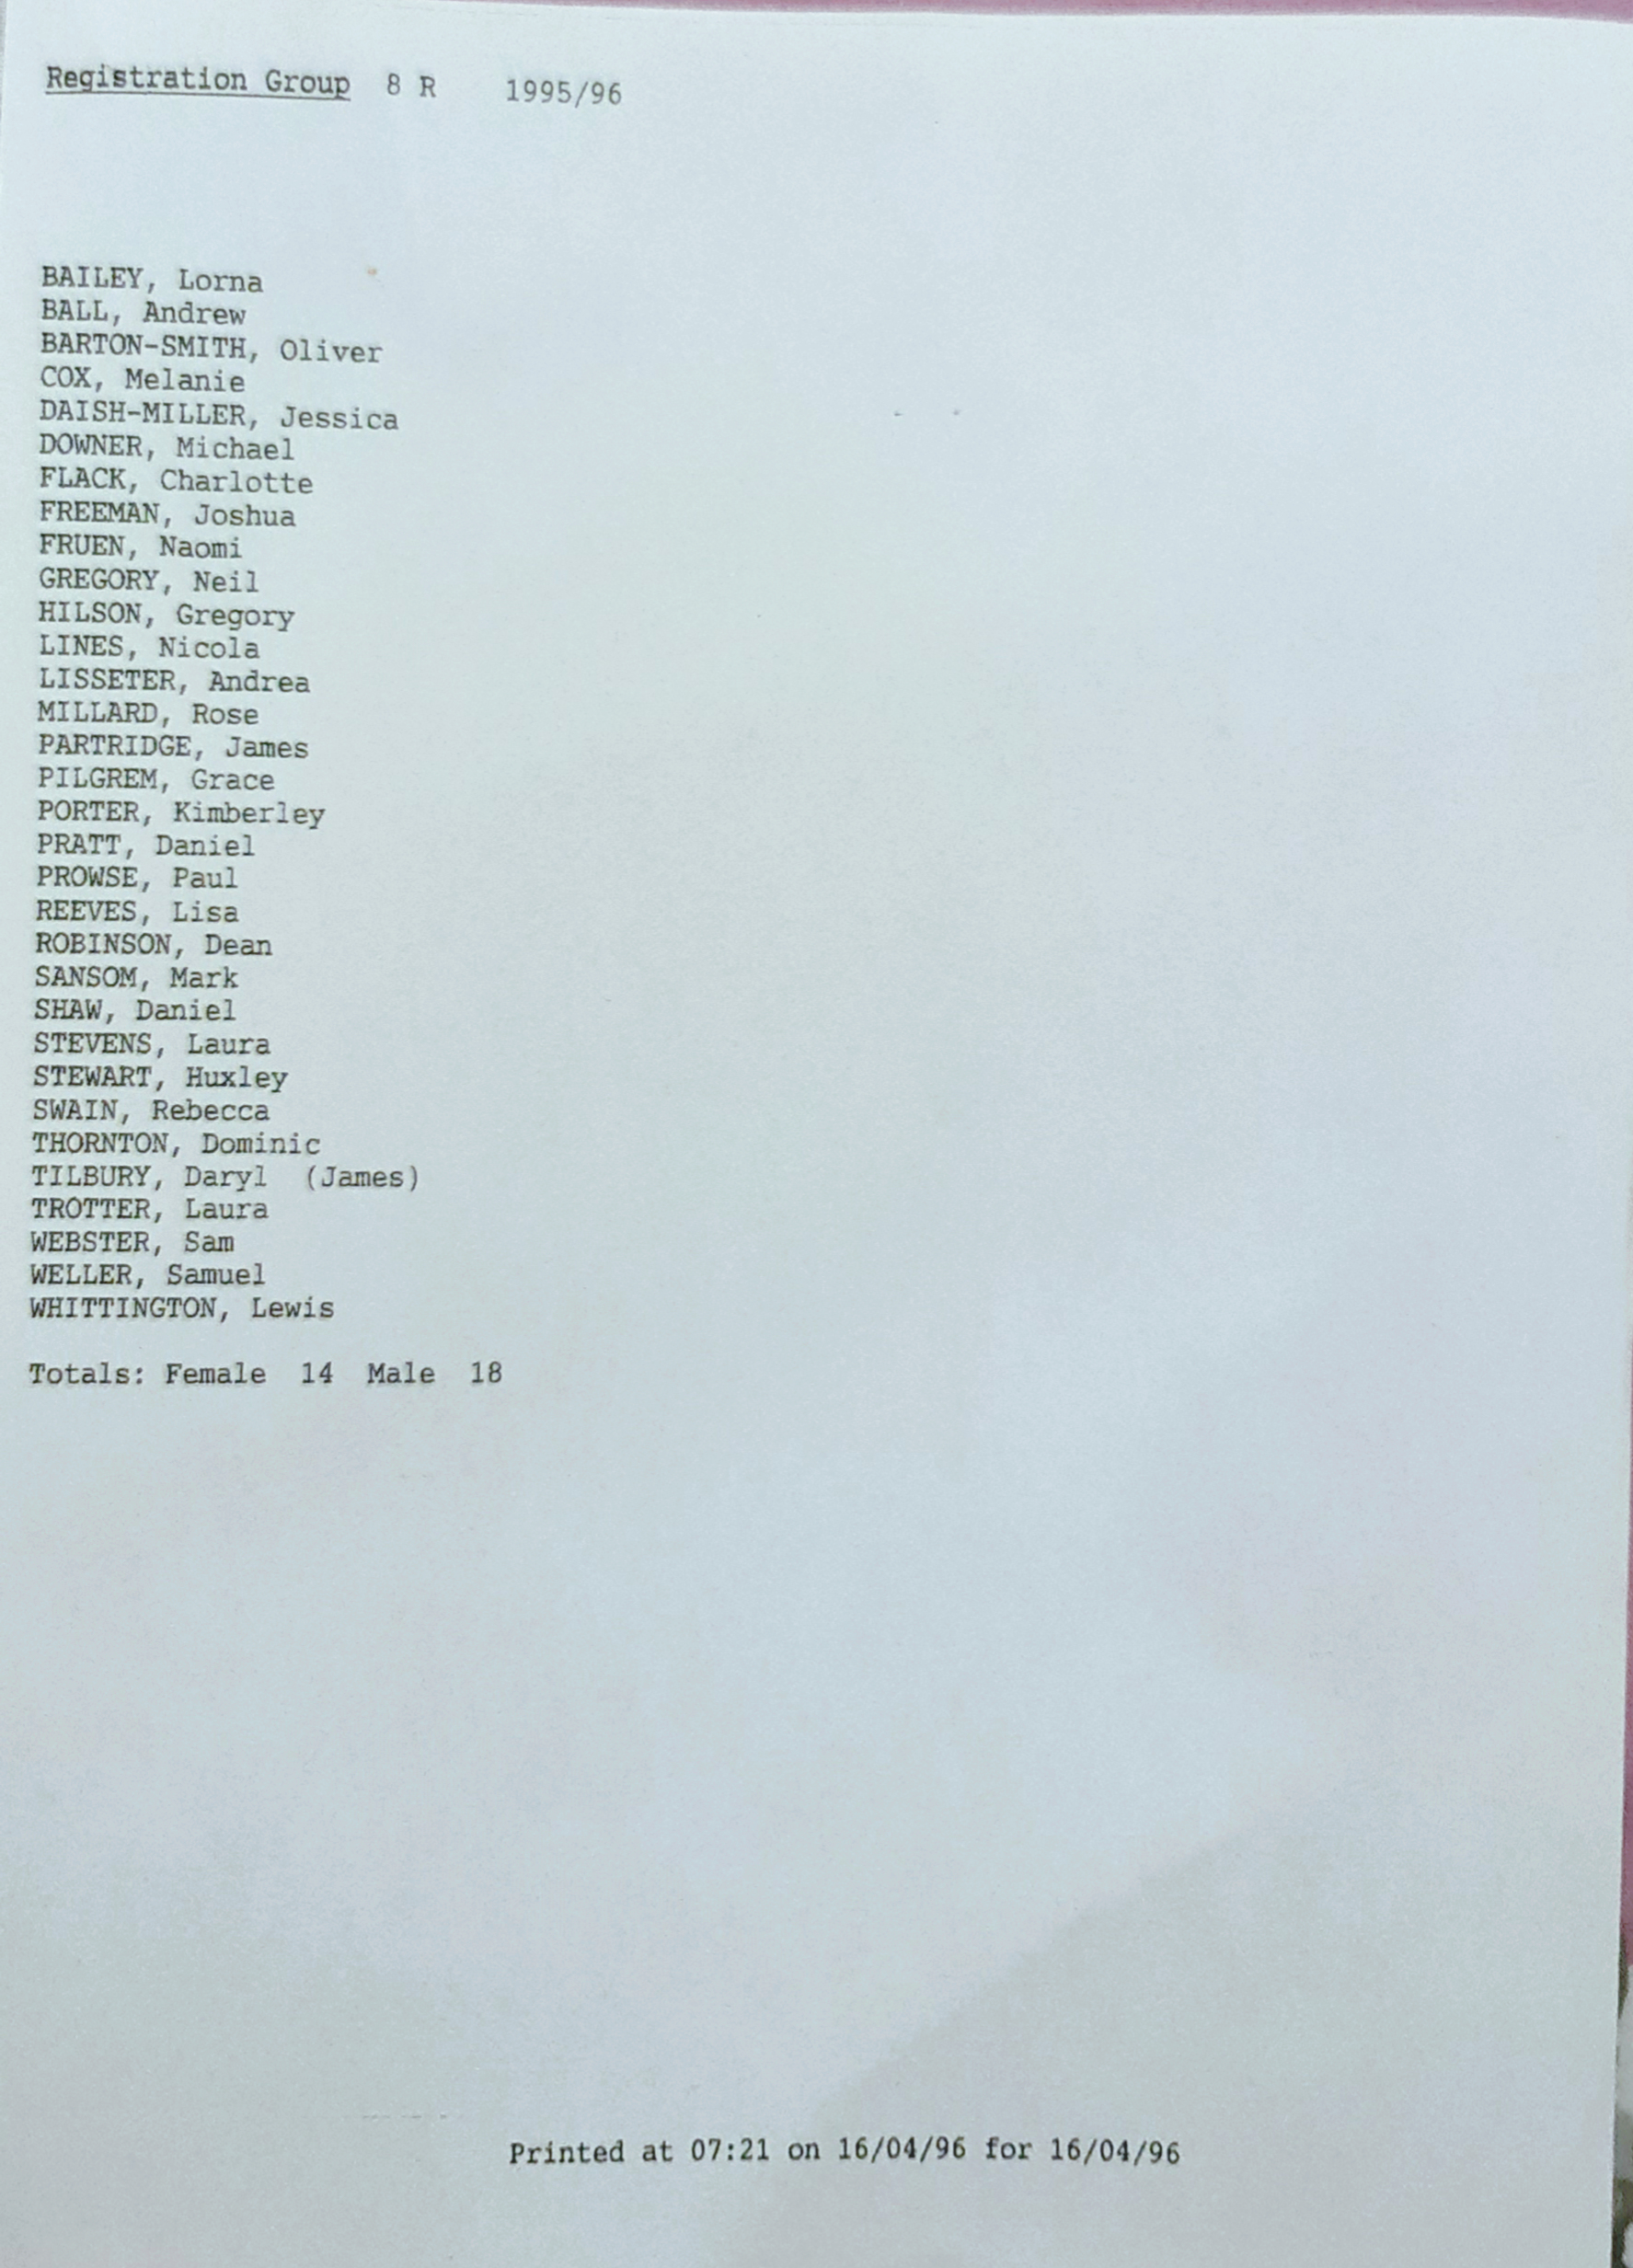 Registration Group 8 R 1995/96
BAILEY, Lorna
BALL, Andrew
BARTON-SMITH, Oliver
COX, Melanie
DAISH-MILLER, Jessica
DOWNER, Michael
FLACK, Charlotte
FREEMAN, Joshua
FRUEN, Naomi
GREGORY, Neil
HILSON, Gregory
LINES, Nicola
LISSETER, Andrea
MILLARD, Rose
PARTRIDGE, James
PILGREM, Grace
PORTER, Kimberley
PRATT, Daniel
PROWSE, Paul
REEVES, Lisa
ROBINSON, Dean
SANSOM, Mark
SHAW, Daniel
STEVENS, Laura
STEWART, Huxley
SWAIN, Rebecca
THORNTON, Dominic
TILBURY, Daryl (James)
TROTTER, Laura
WEBSTER, Sam
WELLER, Samuel
WHITTINGTON, Lewis
Totals: Female 14 Male 18
Printed at 07:21 on 16/04/96 for 16/04/96